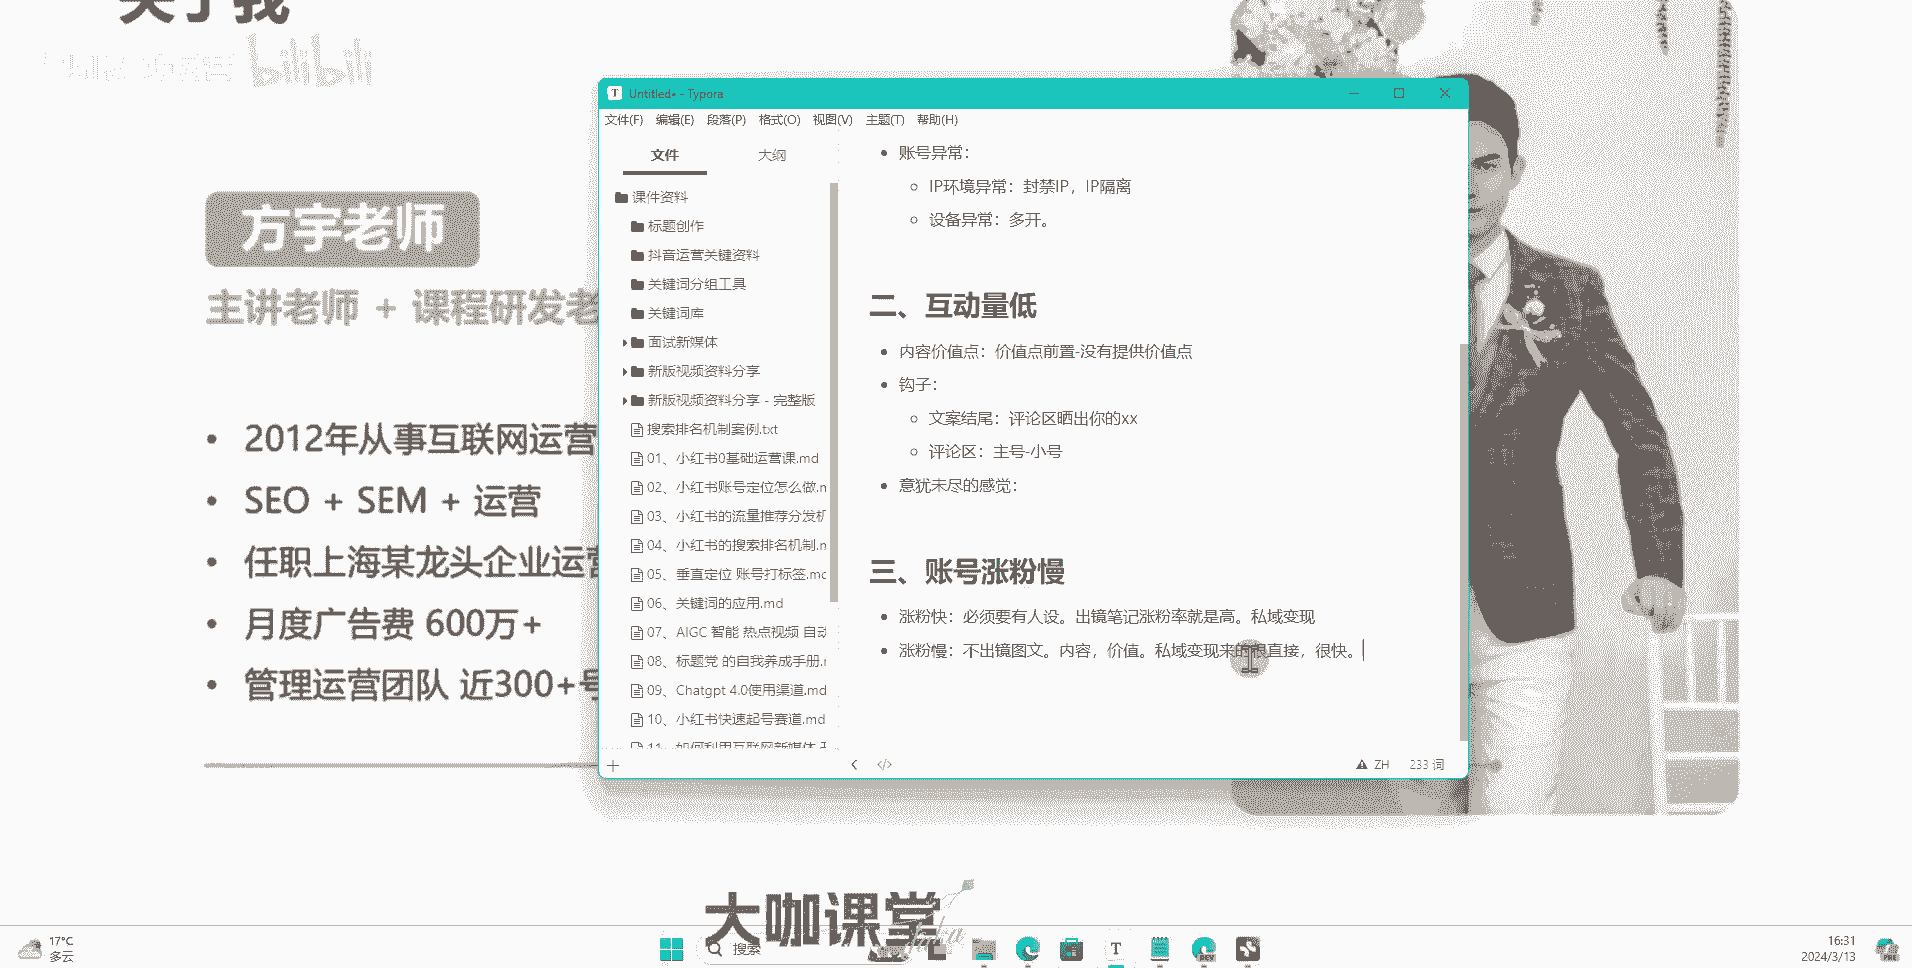 关于我
bilibili
方宇老师
主讲老师 + 课程研发老
2012年从事互联网运营
SEO + SEM + 运营
任职上海某龙头企业运营
月度广告费 600万+
管理运营团队 近300+号
Untitled• - Typora
文件(F) 编辑(E) 段落(P) 格式(O) 视图(V) 主题(T) 帮助(H)
文件 大纲
课件资料
标题创作
抖音运营关键资料
关键词分组工具
关键词库
面试新媒体
新版视频资料分享
新版视频资料分享 - 完整版
搜索排名机制案例.txt
01、小红书0基础运营课.md
02、小红书账号定位怎么做.m
03、小红书的流量推荐分发机
04、小红书的搜索排名机制.m
05、垂直定位 账号打标签.md
06、关键词的应用.md
07、AIGC 智能 热点视频 自动
08、标题党 的自我养成手册.m
09、Chatgpt 4.0使用渠道.md
10、小红书快速起号赛道.md
11、如何利用互联网新媒体
账号异常：
IP环境异常：封禁IP，IP隔离
设备异常：多开。
二、互动量低
内容价值点：价值点前置-没有提供价值点
钩子：
文案结尾：评论区晒出你的xx
评论区：主号-小号
意犹未尽的感觉：
三、账号涨粉慢
涨粉快：必须要有人设。出镜笔记涨粉率就是高。私域变现
涨粉慢：不出镜图文。内容，价值。私域变现来的很直接，很快。
ZH 233 词
大咖课堂
17°C
多云
搜索
16:31
2024/3/13